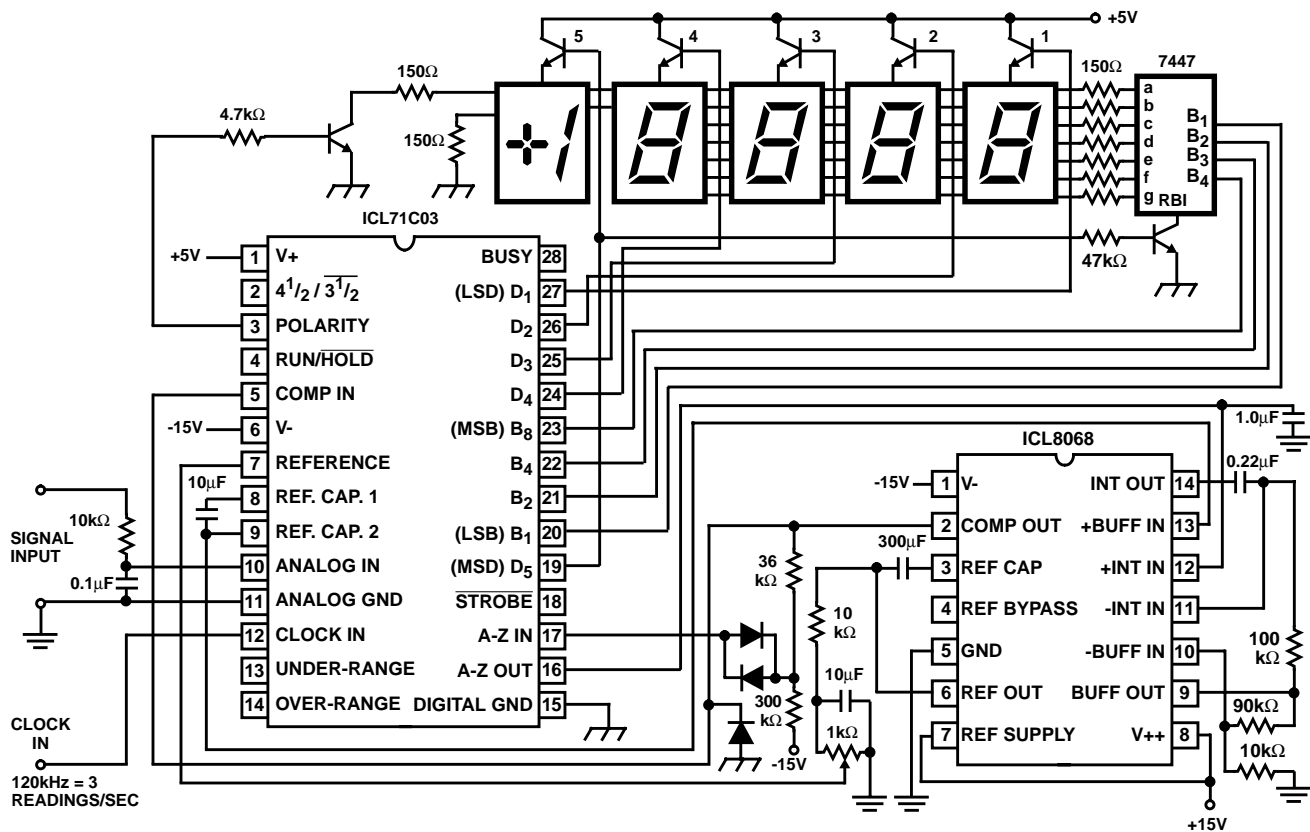 +5V
5
4
3
2
1
150Ω
7447
150Ω
4.7kΩ
150Ω
a
b
c
d
e
f
g
RBI
B1
B2
B3
B4
47kΩ
ICL71C03
+5V
1 V+
2 4 1/2 / 3 1/2
3 POLARITY
4 RUN/HOLD
5 COMP IN
-15V
6 V-
7 REFERENCE
8 REF. CAP. 1
9 REF. CAP. 2
10 ANALOG IN
11 ANALOG GND
12 CLOCK IN
13 UNDER-RANGE
14 OVER-RANGE
BUSY 28
(LSD) D1 27
D2 26
D3 25
D4 24
(MSB) B8 23
B4 22
B2 21
(LSB) B1 20
(MSD) D5 19
STROBE 18
A-Z IN 17
A-Z OUT 16
DIGITAL GND 15
10µF
10kΩ
SIGNAL
INPUT
0.1µF
CLOCK
IN
120kHz = 3
READINGS/SEC
36
kΩ
300
kΩ
-15V
300µF
10
kΩ
10µF
1kΩ
ICL8068
-15V
1 V-
2 COMP OUT
3 REF CAP
4 REF BYPASS
5 GND
6 REF OUT
7 REF SUPPLY
INT OUT 14
+BUFF IN 13
+INT IN 12
-INT IN 11
-BUFF IN 10
BUFF OUT 9
V++ 8
1.0µF
0.22µF
100
kΩ
90kΩ
10kΩ
+15V
+1
8
8
8
8